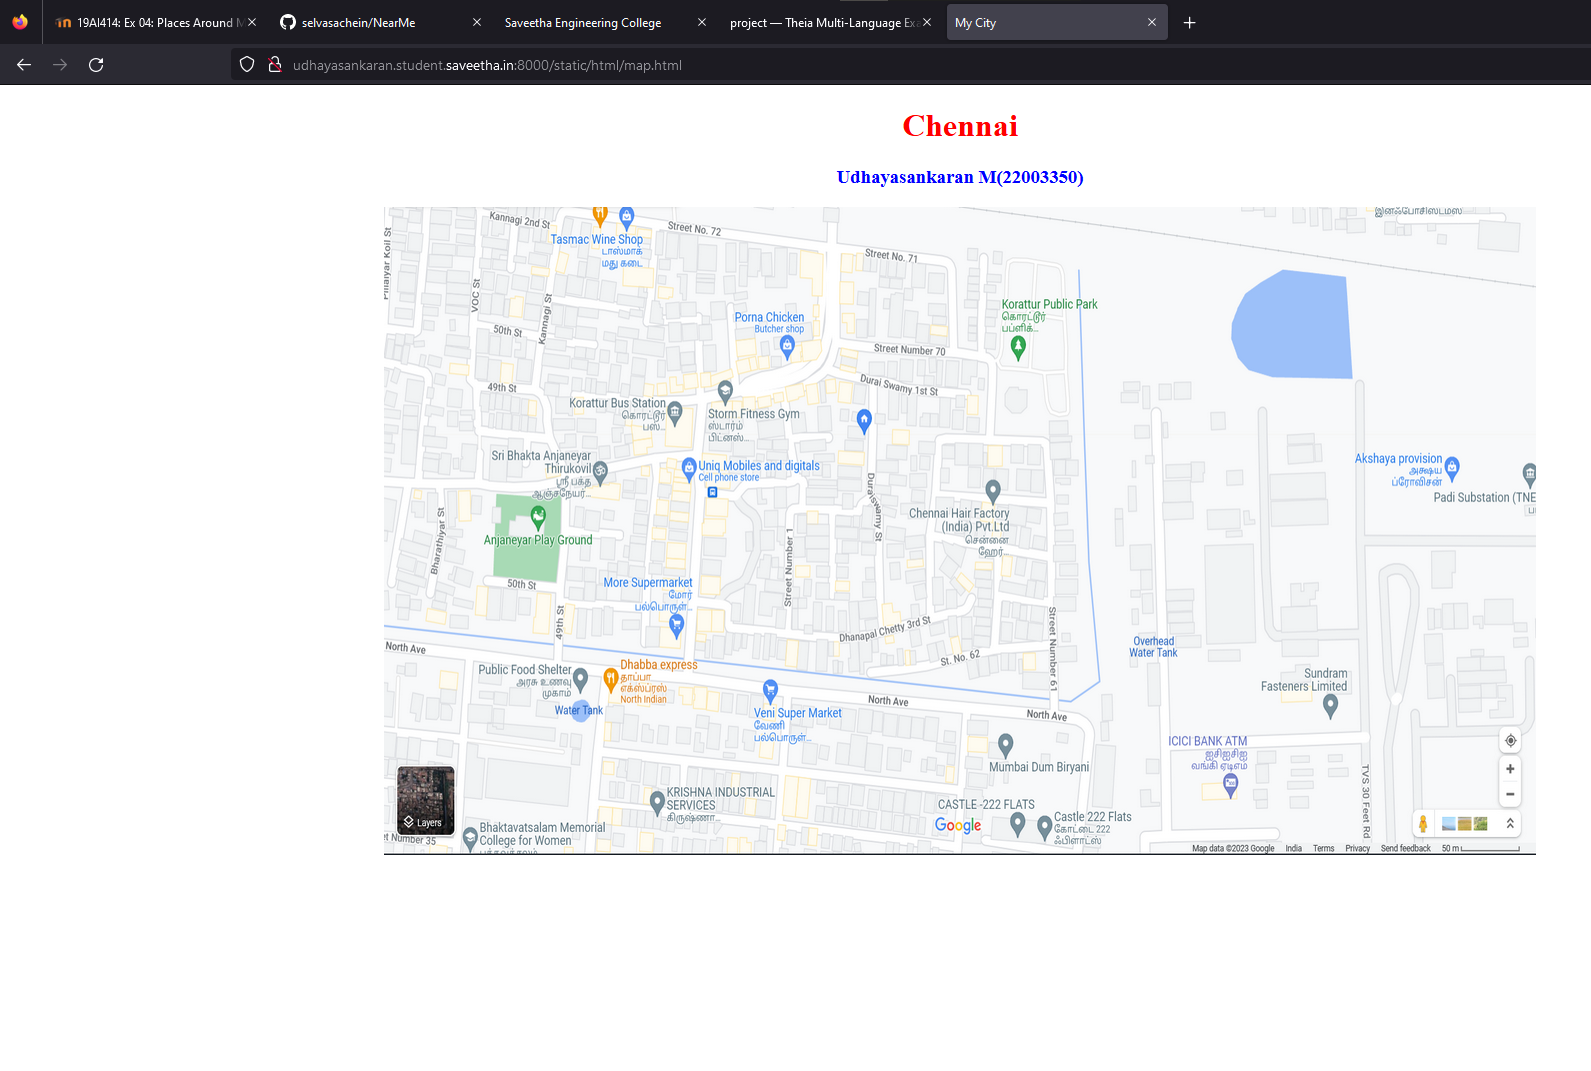 19AI414: Ex 04: Places Around M
selvasachein/NearMe
Saveetha Engineering College
project — Theia Multi-Language Exa
My City
udhayasankaran.student.saveetha.in:8000/static/html/map.html
Chennai
Udhayasankaran M(22003350)
Kannagi 2nd St
Street No. 72
Tasmac Wine Shop
டாஸ்மாக்
மது கடை
Street No. 71
இன்ஃபோசிஸ்டம்ஸ்
Pillaiyar Koil St
VOC St
Kannagi St
50th St
Porna Chicken
Butcher shop
Korattur Public Park
கொரட்டூர்
பப்ளிக்...
Street Number 70
Durai Swamy 1st St
49th St
Korattur Bus Station
கொரட்டூர்
பஸ்...
Storm Fitness Gym
ஸ்டார்ம்
பிட்னஸ்...
Sri Bhakta Anjaneyar
Thirukovil
ஸ்ரீ பக்த
ஆஞ்சநேயர்...
Uniq Mobiles and digitals
Cell phone store
Akshaya provision
அக்ஷய
ப்ரோவிசன்
Padi Substation (TNE
Duraiswamy St
Chennai Hair Factory
(India) Pvt.Ltd
சென்னை
ஹேர்...
Anjaneyar Play Ground
Bharathiyar St
Street Number 1
50th St
More Supermarket
மோர்
பல்பொருள்...
49th St
Dhanapal Chetty 3rd St
Street Number 61
St. No. 62
Overhead
Water Tank
North Ave
Public Food Shelter
அரசு உணவு
முகாம்
Water Tank
Dhabba express
தாப்பா
எக்ஸ்பரஸ்
North Indian
Veni Super Market
வேணி
பல்பொருள்...
North Ave
North Ave
Sundram
Fasteners Limited
Mumbai Dum Biryani
ICICI BANK ATM
ஐசிஐசிஐ
வங்கி ஏடிஎம்
TVS 30 Feet Rd
KRISHNA INDUSTRIAL
SERVICES
கிருஷ்ணா...
CASTLE -222 FLATS
Castle 222 Flats
கோட்டை 222
ஃபிளாட்ஸ்
Google
Layers
et Number 35
Bhaktavatsalam Memorial
College for Women
Map data ©2023 Google India Terms Privacy Send feedback 50 m